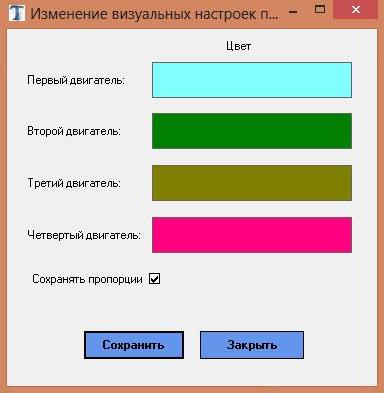 Изменение визуальных настроек п...
Цвет
Первый двигатель:
Второй двигатель:
Третий двигатель:
Четвертый двигатель:
Сохранять пропорции
Сохранить
Закрыть